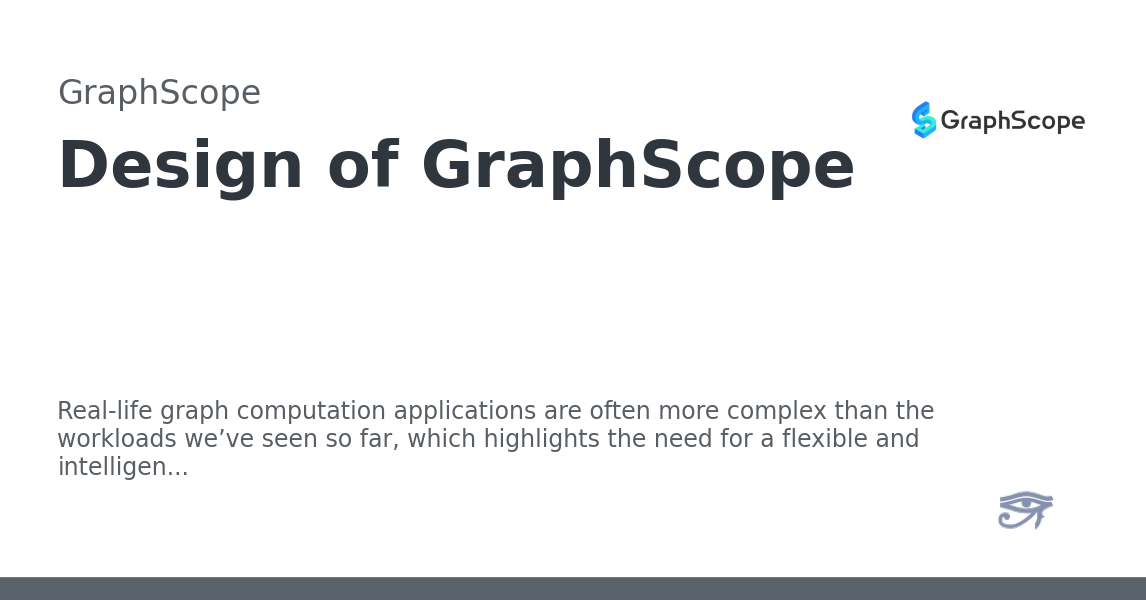 GraphScope
GraphScope
Design of GraphScope
Real-life graph computation applications are often more complex than the
workloads we’ve seen so far, which highlights the need for a flexible and
intelligen...